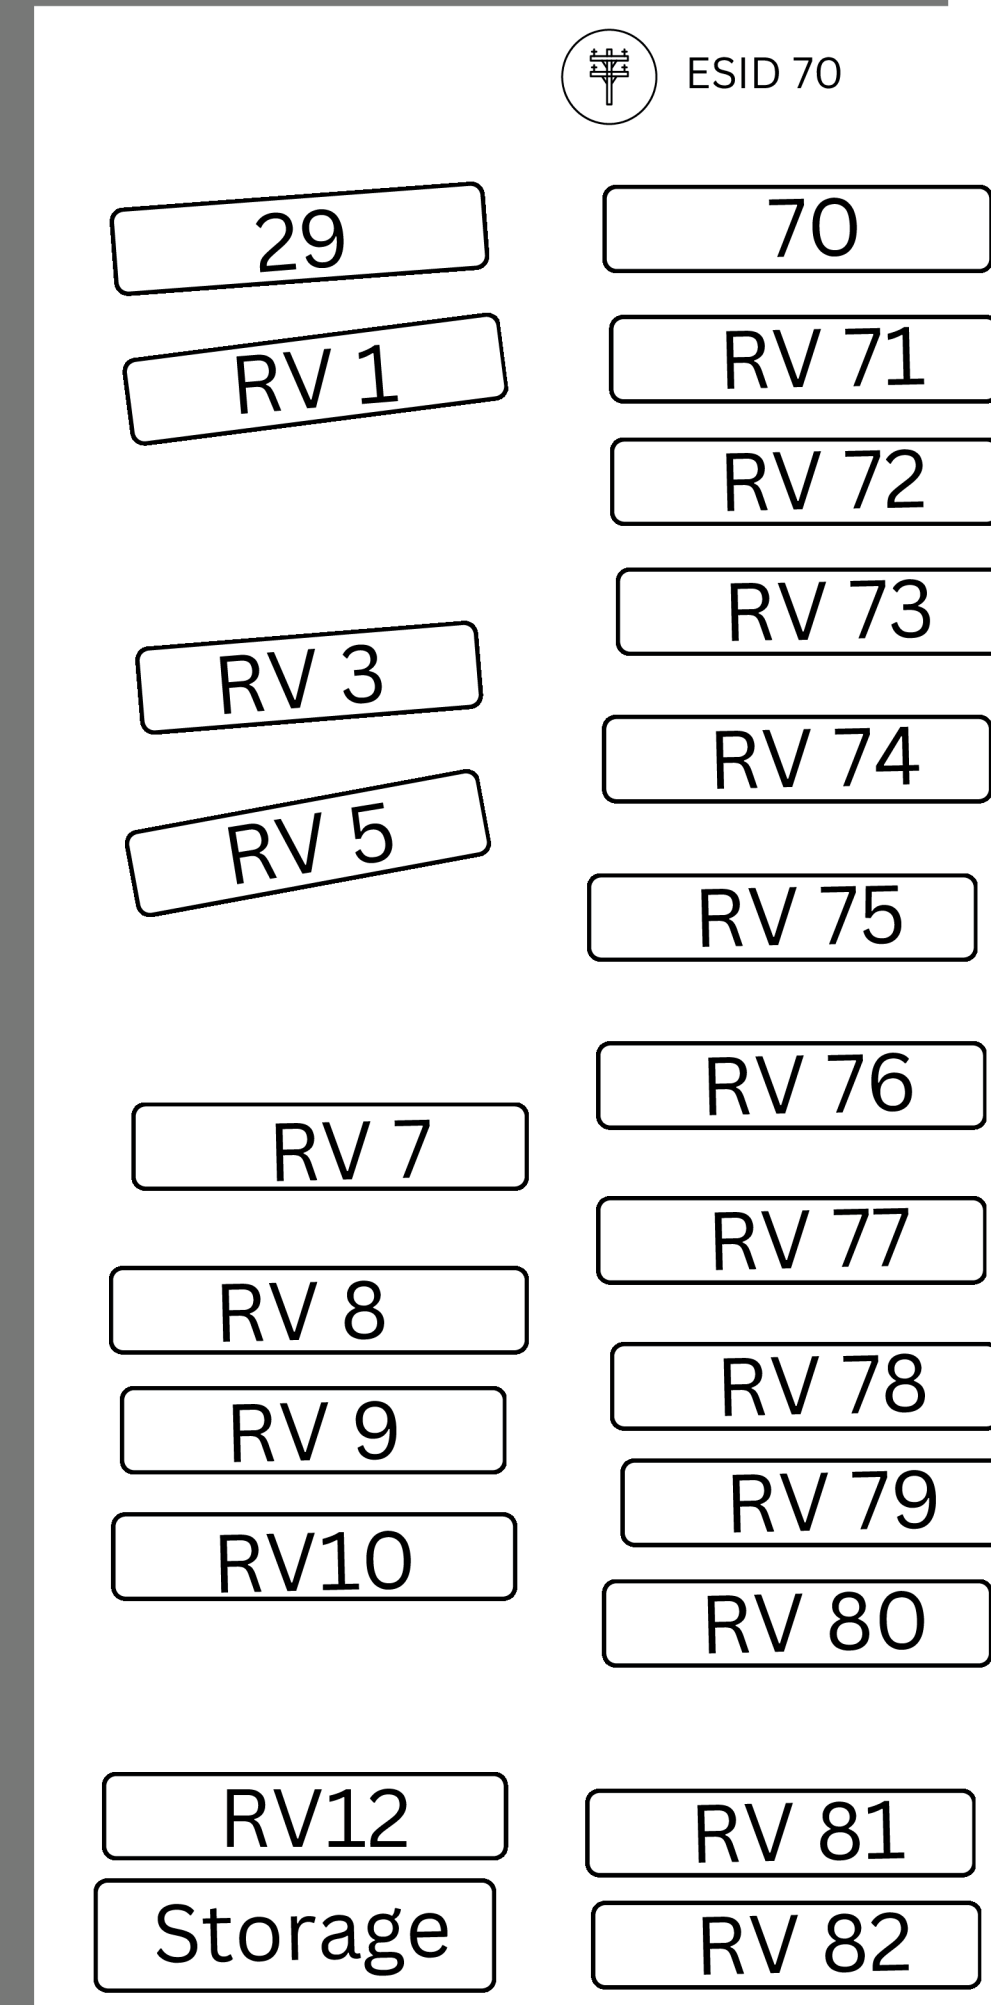 ESID 70
29
RV 1
RV 3
RV 5
RV 7
RV 8
RV 9
RV10
RV12
Storage
70
RV 71
RV 72
RV 73
RV 74
RV 75
RV 76
RV 77
RV 78
RV 79
RV 80
RV 81
RV 82